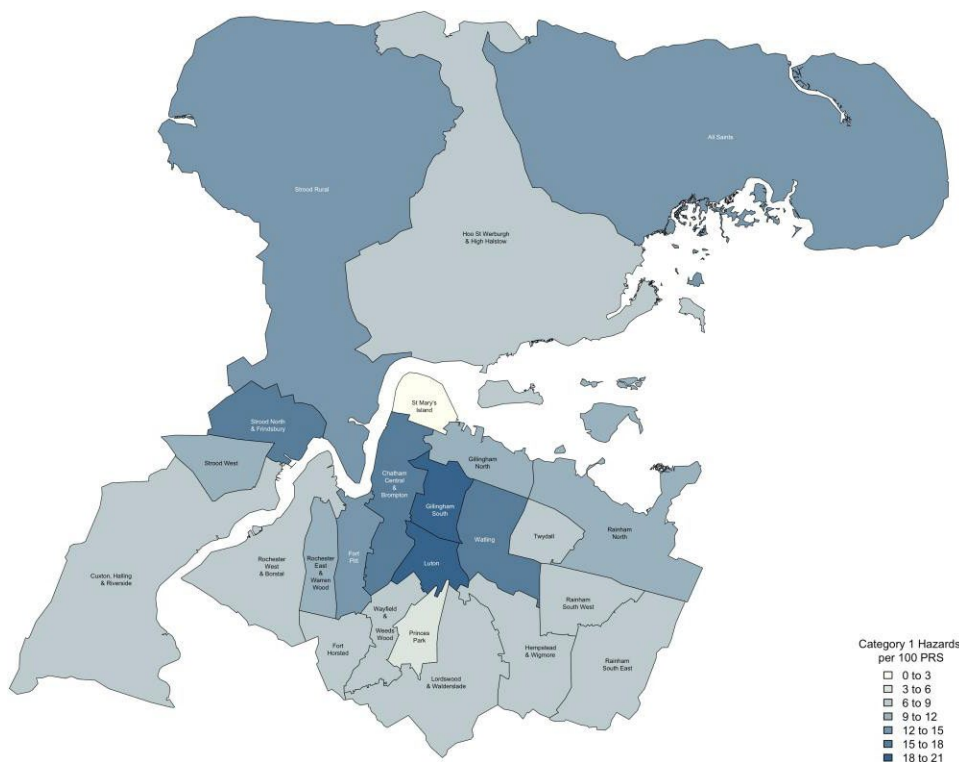 All Saints
Strood Rural
Hoo St Werburgh
& High Halstow
St Mary's
Island
Strood North
& Frindsbury
Strood West
Gillingham
North
Chatham
Central
&
Brompton
Gillingham
South
Watling
Twydall
Rainham
North
Cuxton, Halling
& Riverside
Rochester
West
& Borstal
Rochester
East
&
Warren
Wood
Fort
Pitt
Luton
Rainham
South West
Wayfield
&
Weeds
Wood
Princes
Park
Fort
Horsted
Lordswood
& Walderslade
Hempstead
& Wigmore
Rainham
South East
Category 1 Hazards
per 100 PRS
0 to 3
3 to 6
6 to 9
9 to 12
12 to 15
15 to 18
18 to 21